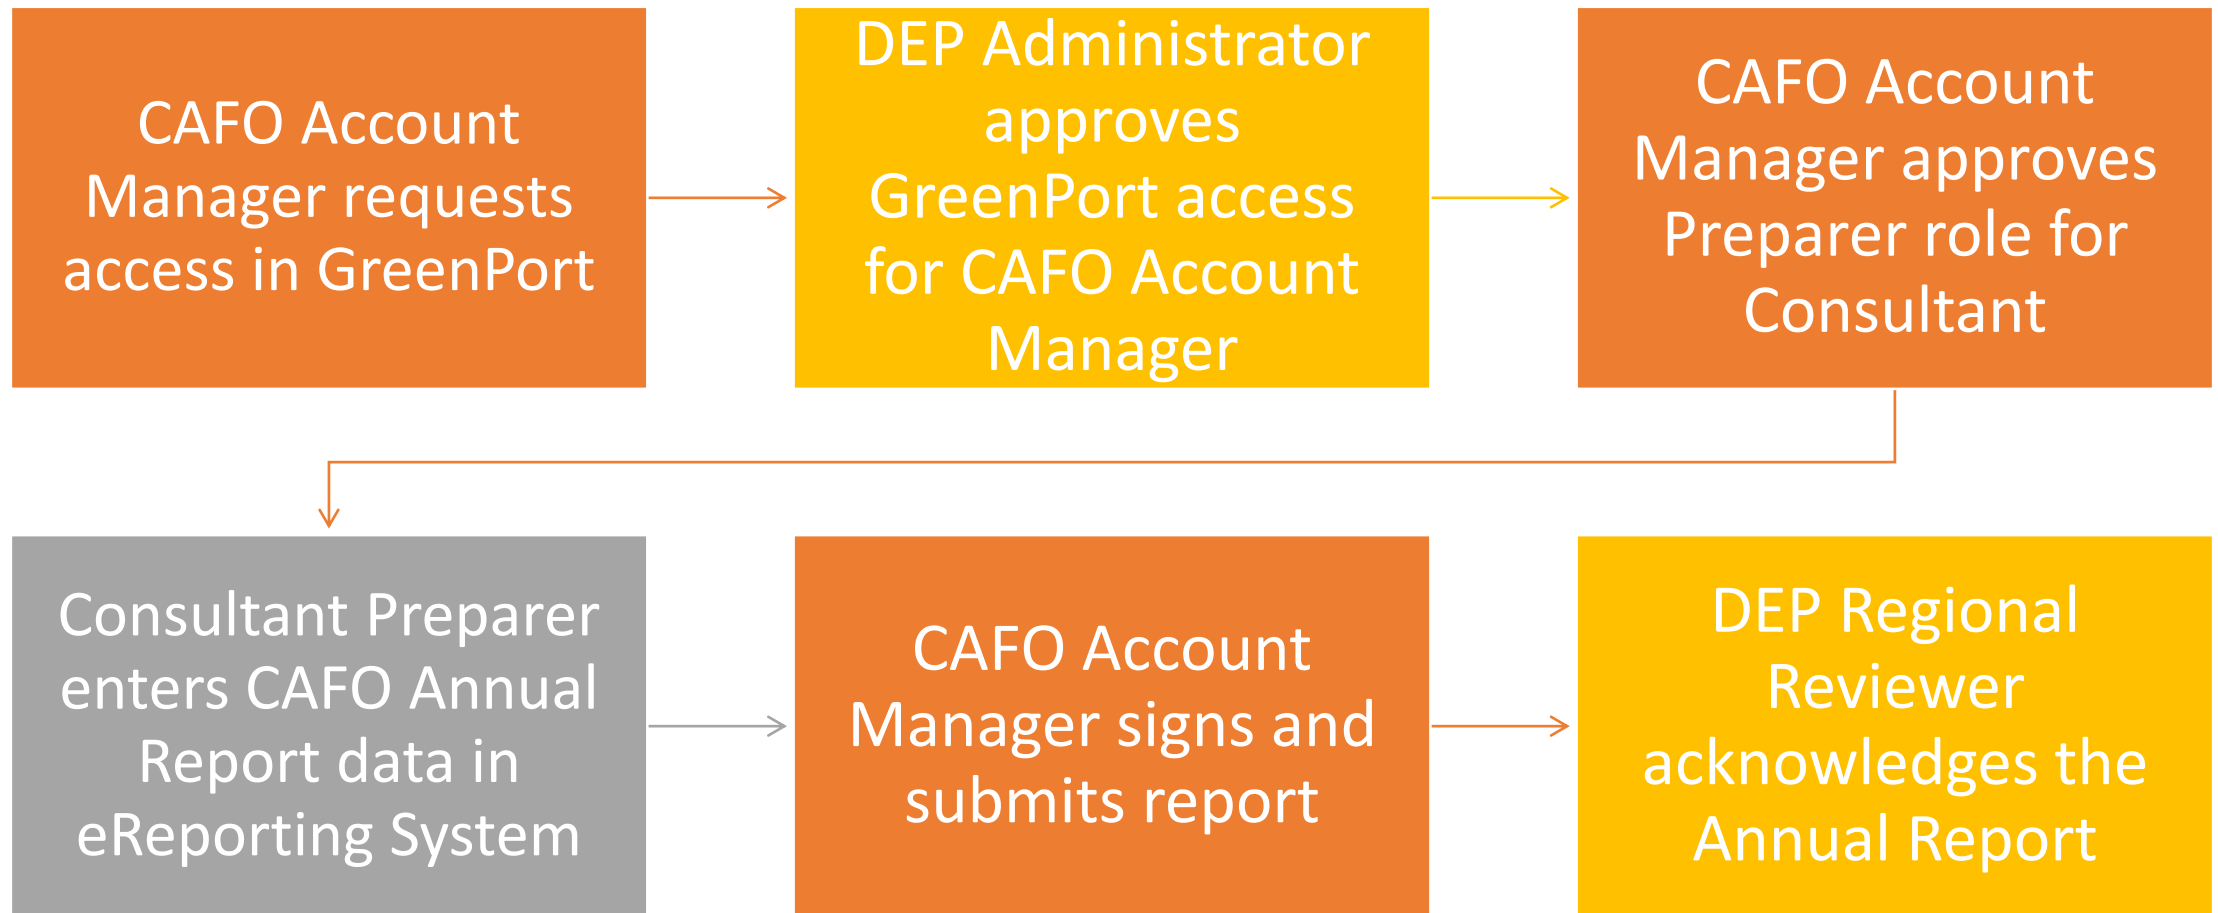 CAFO Account
Manager requests
access in GreenPort
DEP Administrator
approves
GreenPort access
for CAFO Account
Manager
CAFO Account
Manager approves
Preparer role for
Consultant
Consultant Preparer
enters CAFO Annual
Report data in
eReporting System
CAFO Account
Manager signs and
submits report
DEP Regional
Reviewer
acknowledges the
Annual Report